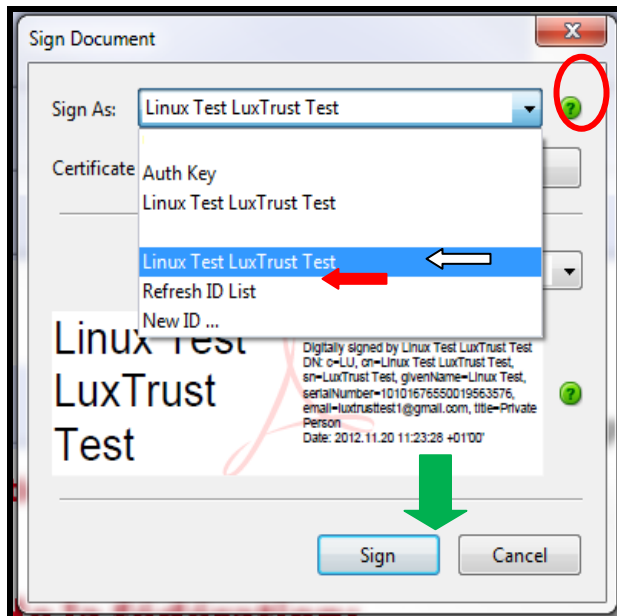 Sign Document
Sign As: Linux Test LuxTrust Test
Certificate
Auth Key
Linux Test LuxTrust Test
Linux Test LuxTrust Test
Refresh ID List
New ID ...
Linux Test
LuxTrust
Test
Digitally signed by Linux Test LuxTrust Test
DN: c=LU, cn=Linux Test LuxTrust Test,
sn=LuxTrust Test, givenName=Linux Test,
serialNumber=10101676550019563576,
email=luxtrusttest1@gmail.com, title=Private
Person
Date: 2012.11.20 11:23:28 +01'00'
Sign
Cancel